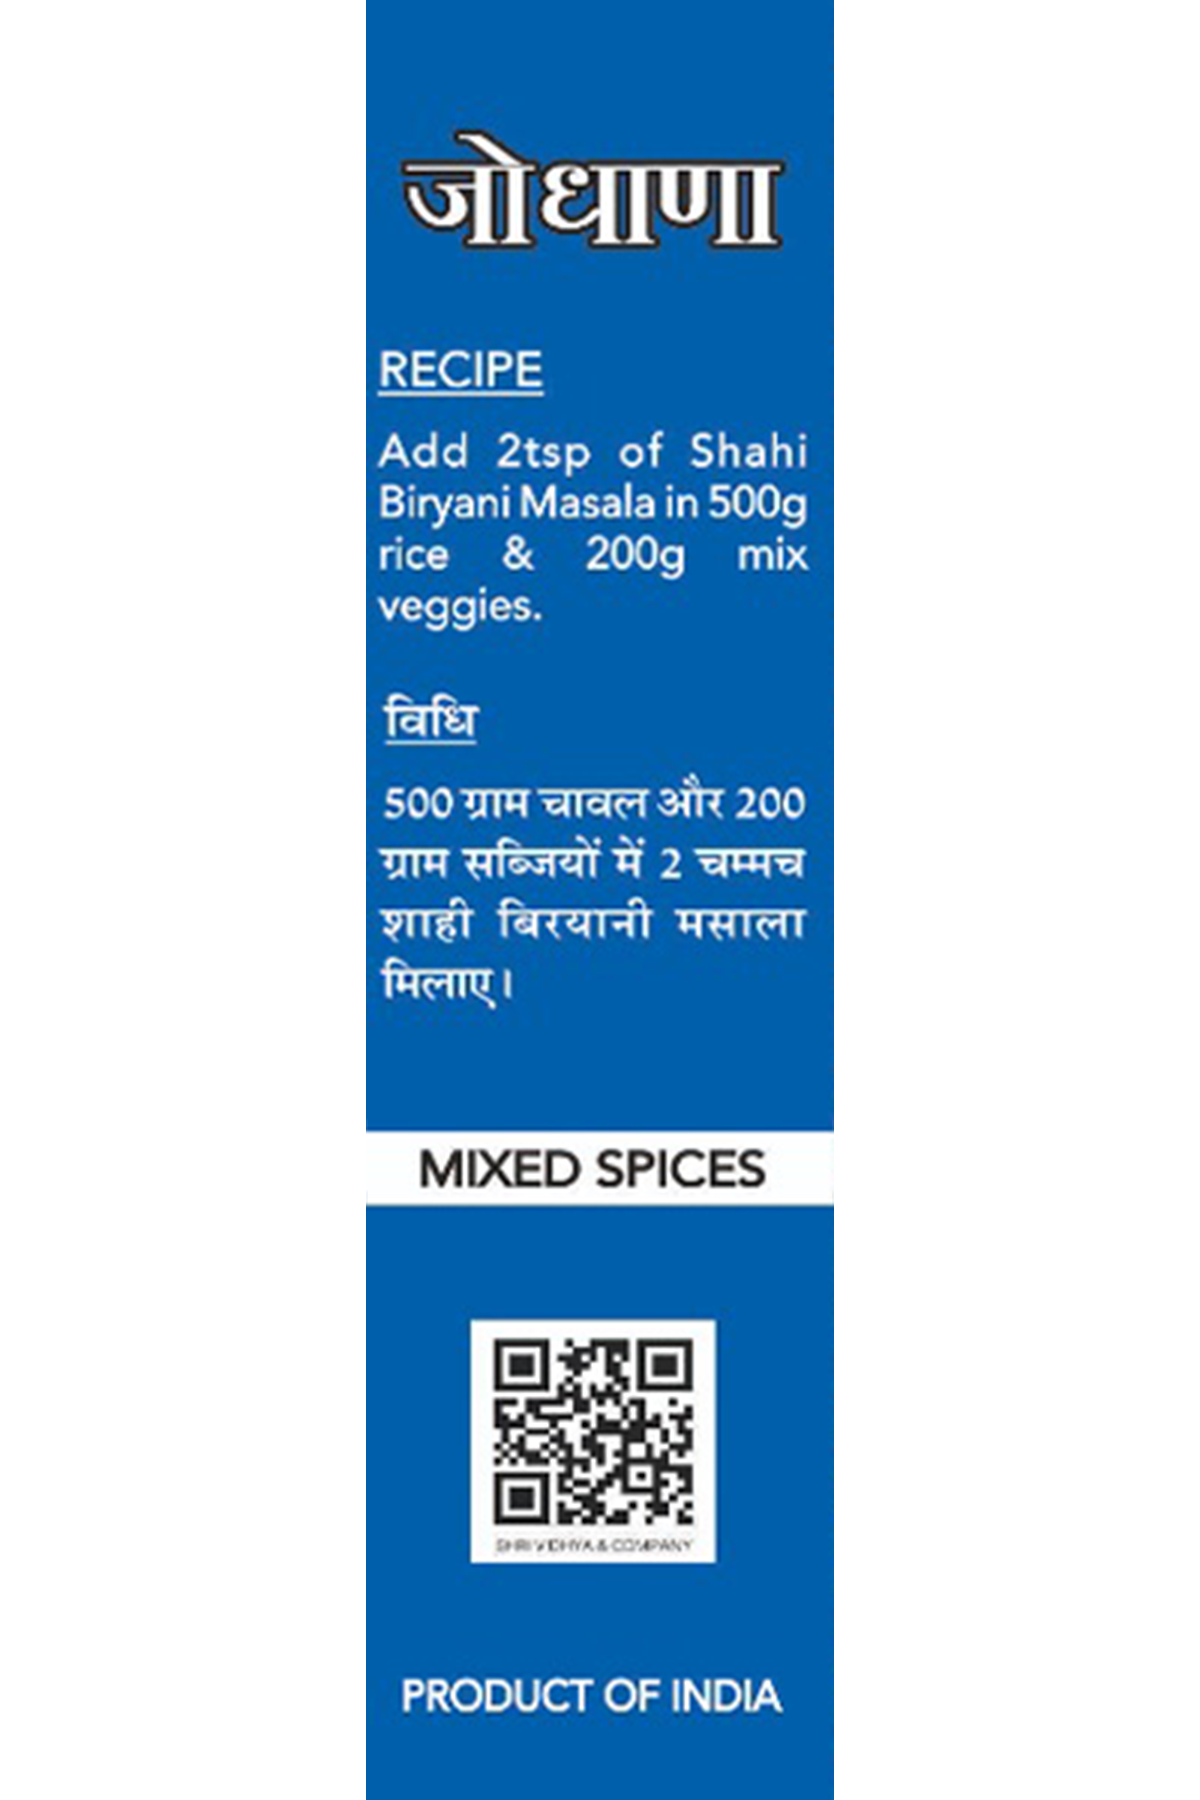 जोधाणा
RECIPE
Add 2tsp of Shahi
Biryani Masala in 500g
rice & 200g mix
veggies.
विधि
500 ग्राम चावल और 200
ग्राम सब्जियों में 2 चम्मच
शाही बिरयानी मसाला
मिलाए।
MIXED SPICES
SHRI VIDHYA & COMPANY
PRODUCT OF INDIA